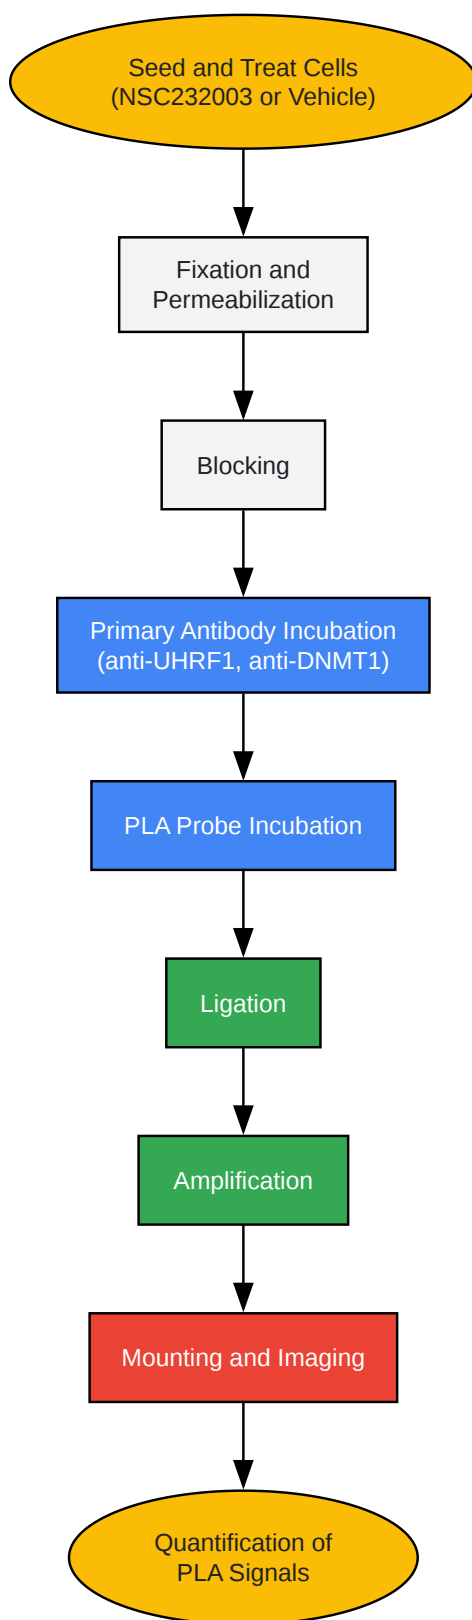 Seed and Treat Cells
(NSC232003 or Vehicle)
Fixation and
Permeabilization
Blocking
Primary Antibody Incubation
(anti-UHRF1, anti-DNMT1)
PLA Probe Incubation
Ligation
Amplification
Mounting and Imaging
Quantification of
PLA Signals